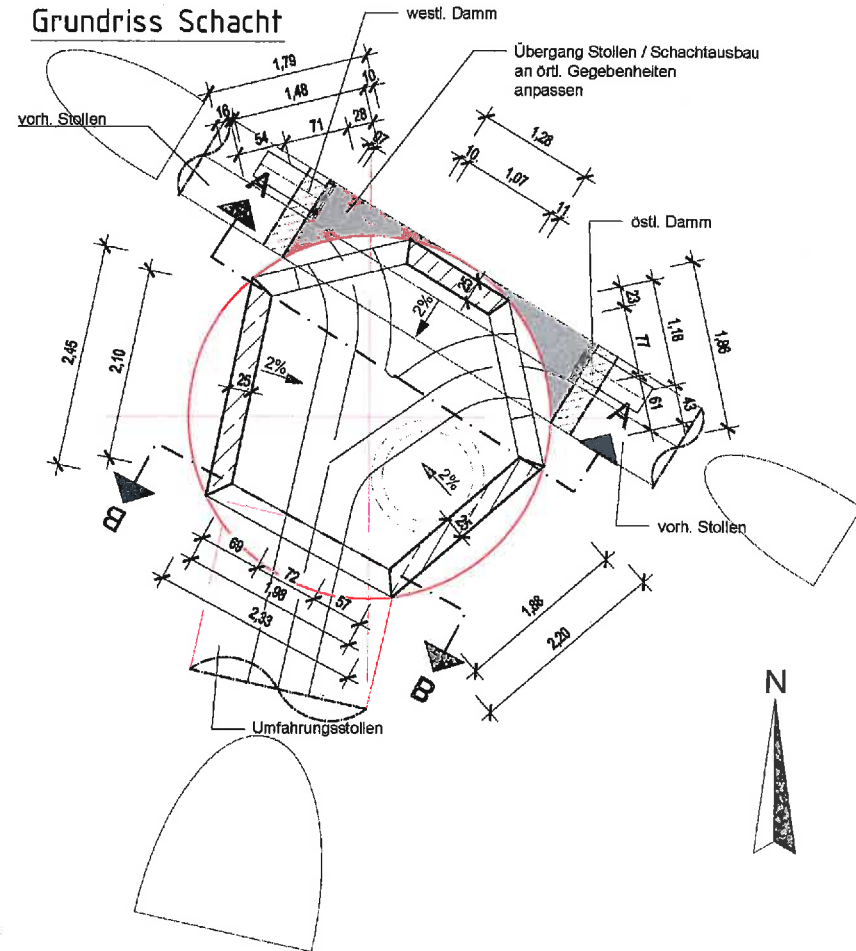 Grundriss Schacht
westl. Damm
Übergang Stollen / Schachtausbau
an örtl. Gegebenheiten
anpassen
vorh. Stollen
1,79
10
1,48
16
54
71
28
07
1,28
10
1,07
11
A
östl. Damm
23
77
1,18
1,86
61
43
A
2,45
2,10
25
2%
2%
25
2%
25
B
vorh. Stollen
69
72
57
1,98
2,33
1,88
2,20
B
Umfahrungsstollen
N